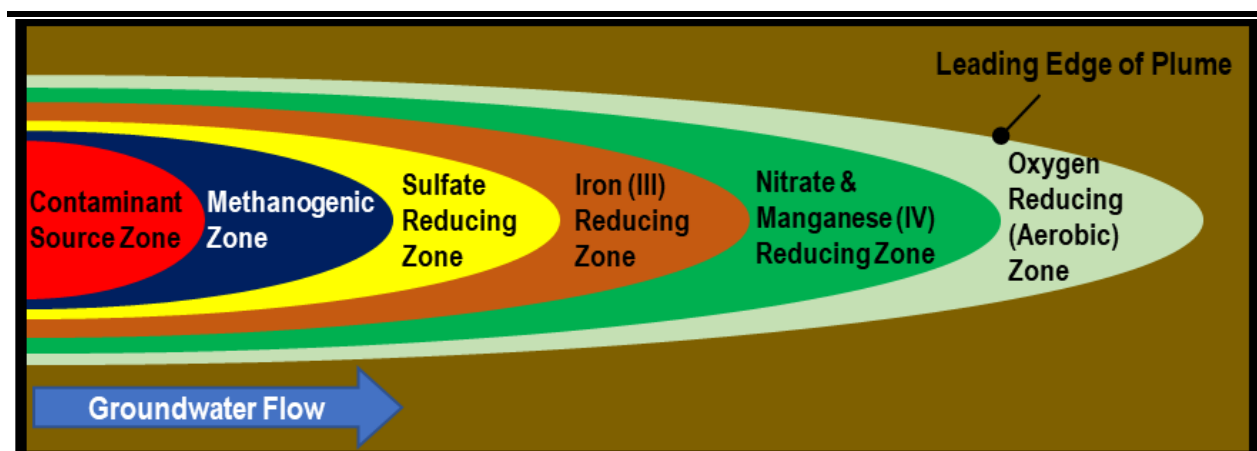 Leading Edge of Plume
Contaminant
Source Zone
Methanogenic
Zone
Sulfate
Reducing
Zone
Iron (III)
Reducing
Zone
Nitrate &
Manganese (IV)
Reducing Zone
Oxygen
Reducing
(Aerobic)
Zone
Groundwater Flow